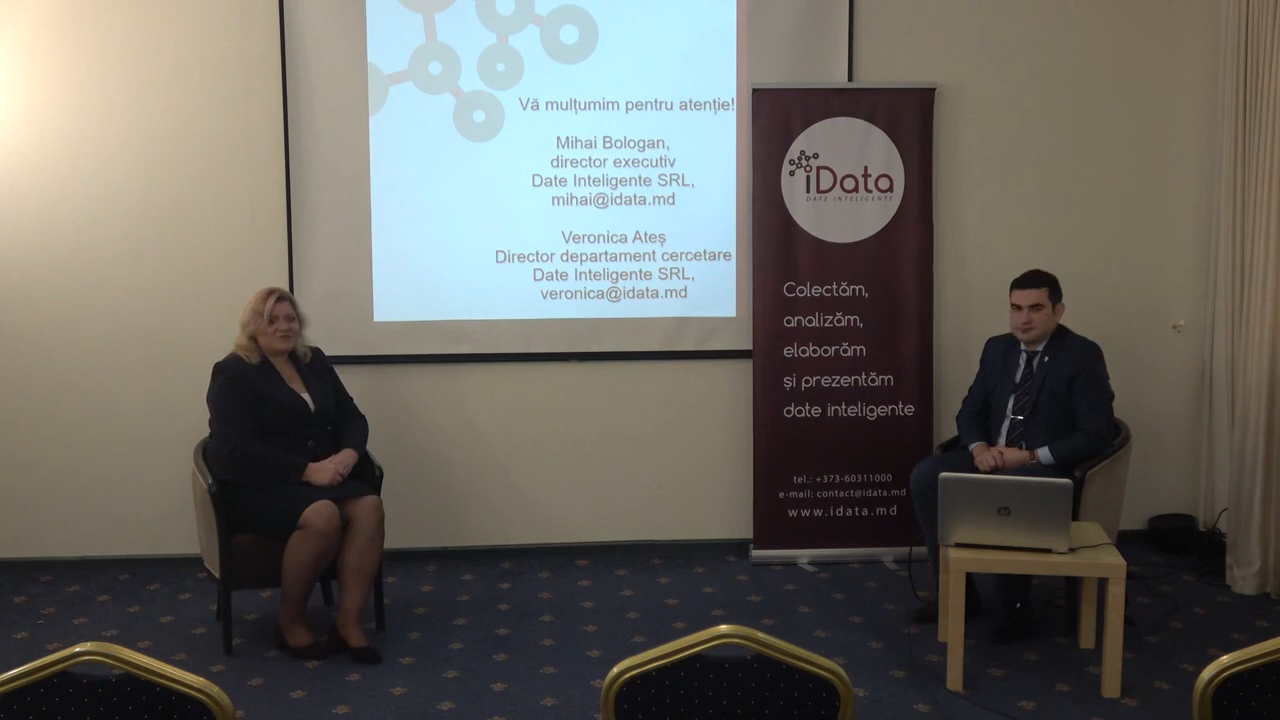 Vă mulțumim pentru atenție!
Mihai Bologan,
director executiv
Date Inteligente SRL,
mihai@idata.md
Veronica Ateș
Director departament cercetare
Date Inteligente SRL,
veronica@idata.md
iData
DATE INTELIGENTE
Colectăm,
analizăm,
elaborăm
și prezentăm
date inteligente
tel.: +373-60311000
e-mail: contact@idata.md
www.idata.md
hp